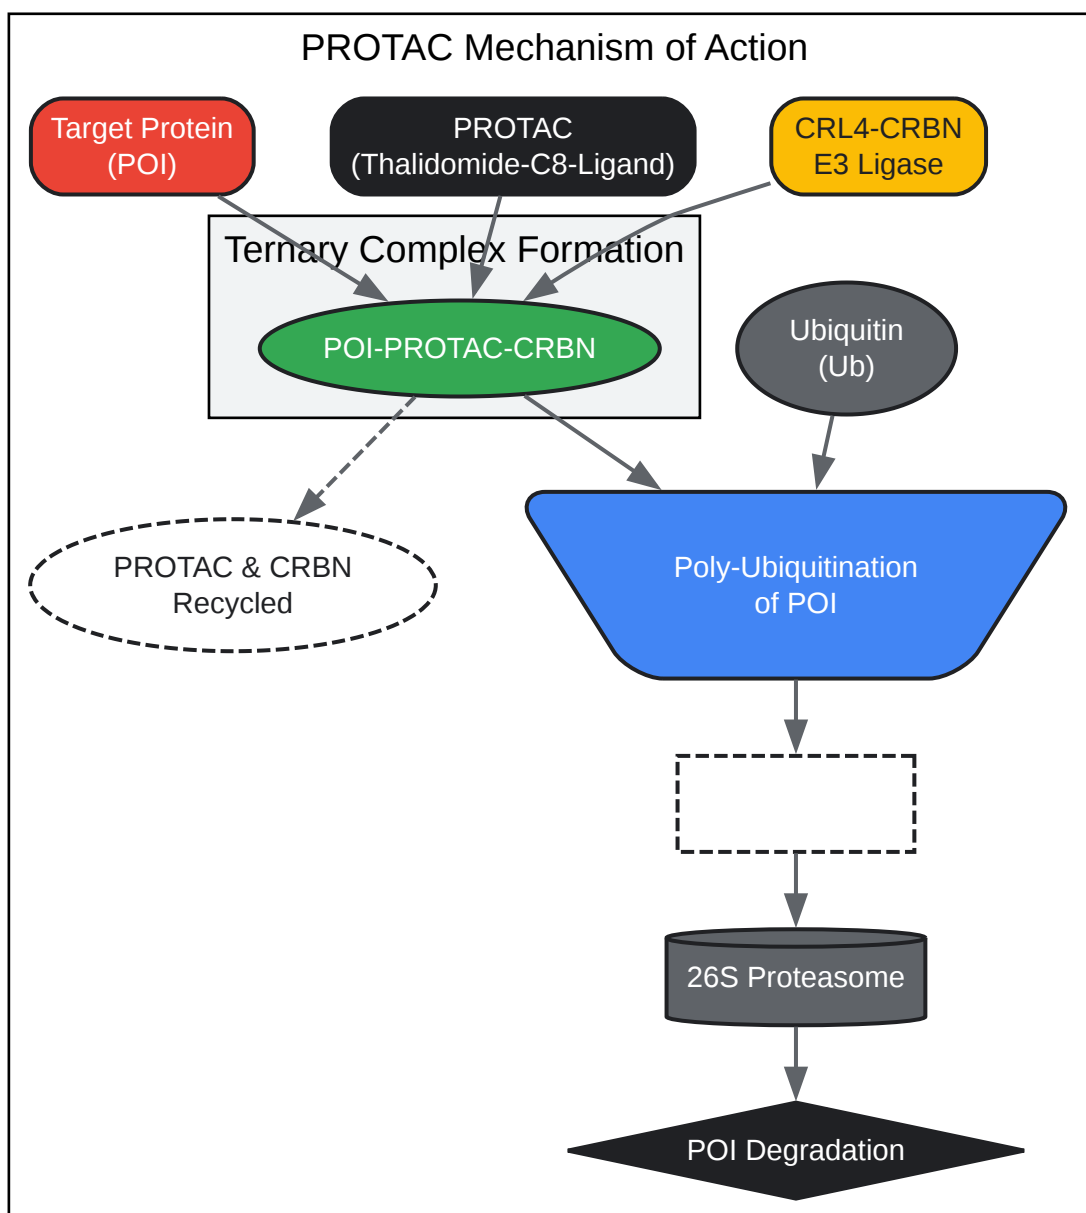 PROTAC Mechanism of Action
Target Protein
(POI)
PROTAC
(Thalidomide-C8-Ligand)
CRL4-CRBN
E3 Ligase
Ternary Complex Formation
POI-PROTAC-CRBN
Ubiquitin
(Ub)
PROTAC & CRBN
Recycled
Poly-Ubiquitination
of POI
26S Proteasome
POI Degradation